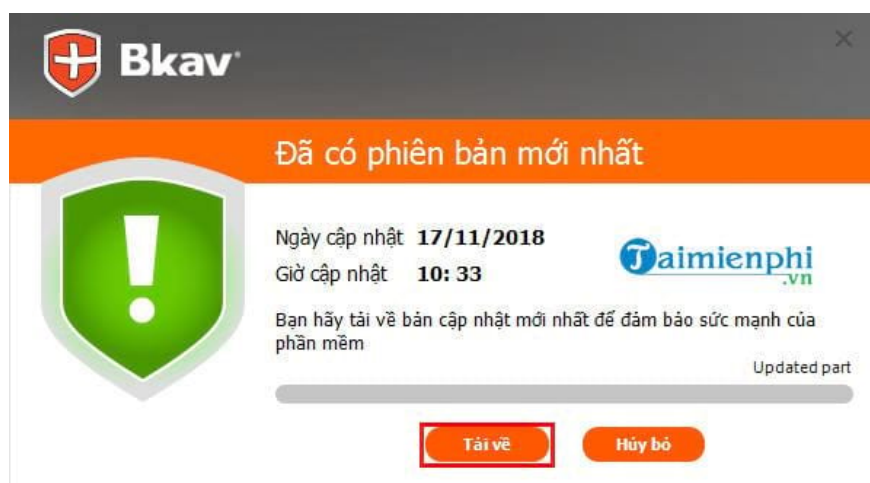 Bkav
Đã có phiên bản mới nhất
Ngày cập nhật 17/11/2018
Giờ cập nhật 10: 33
Taimienphi
.vn
Bạn hãy tải về bản cập nhật mới nhất để đảm bảo sức mạnh của
phần mềm
Updated part
Tải về Hủy bỏ